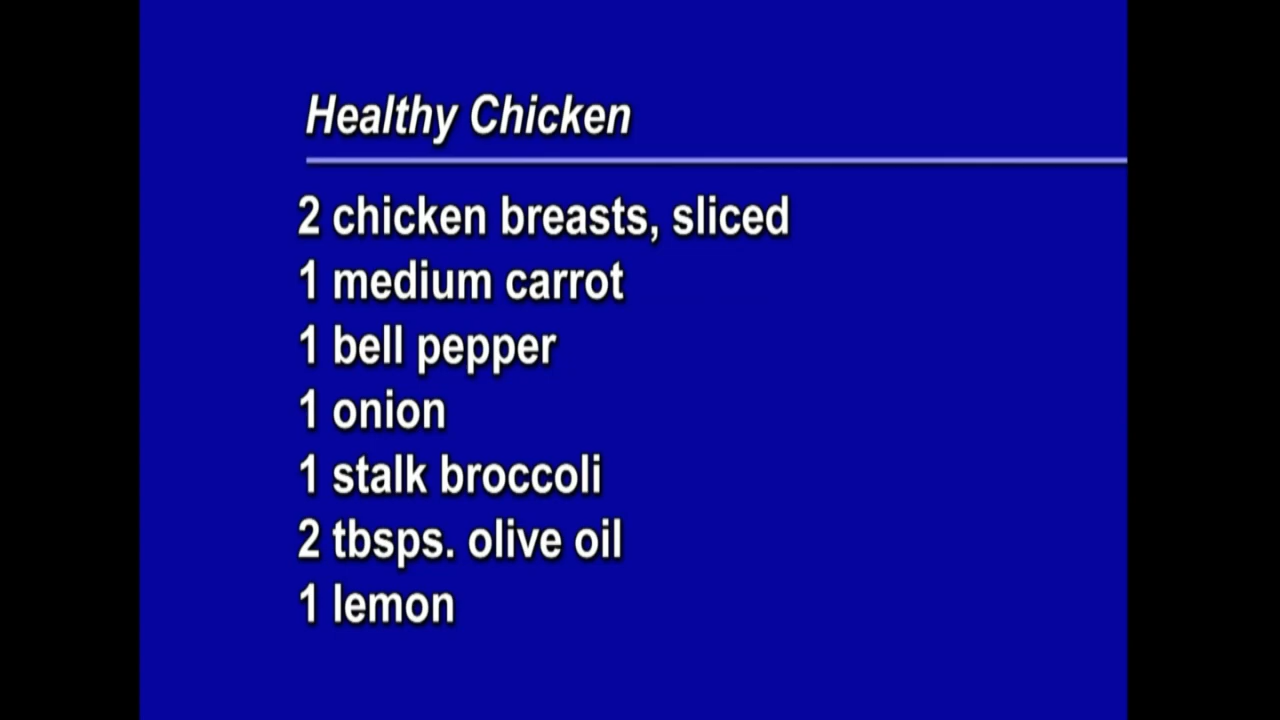 Healthy Chicken
2 chicken breasts, sliced
1 medium carrot
1 bell pepper
1 onion
1 stalk broccoli
2 tbsps. olive oil
1 lemon